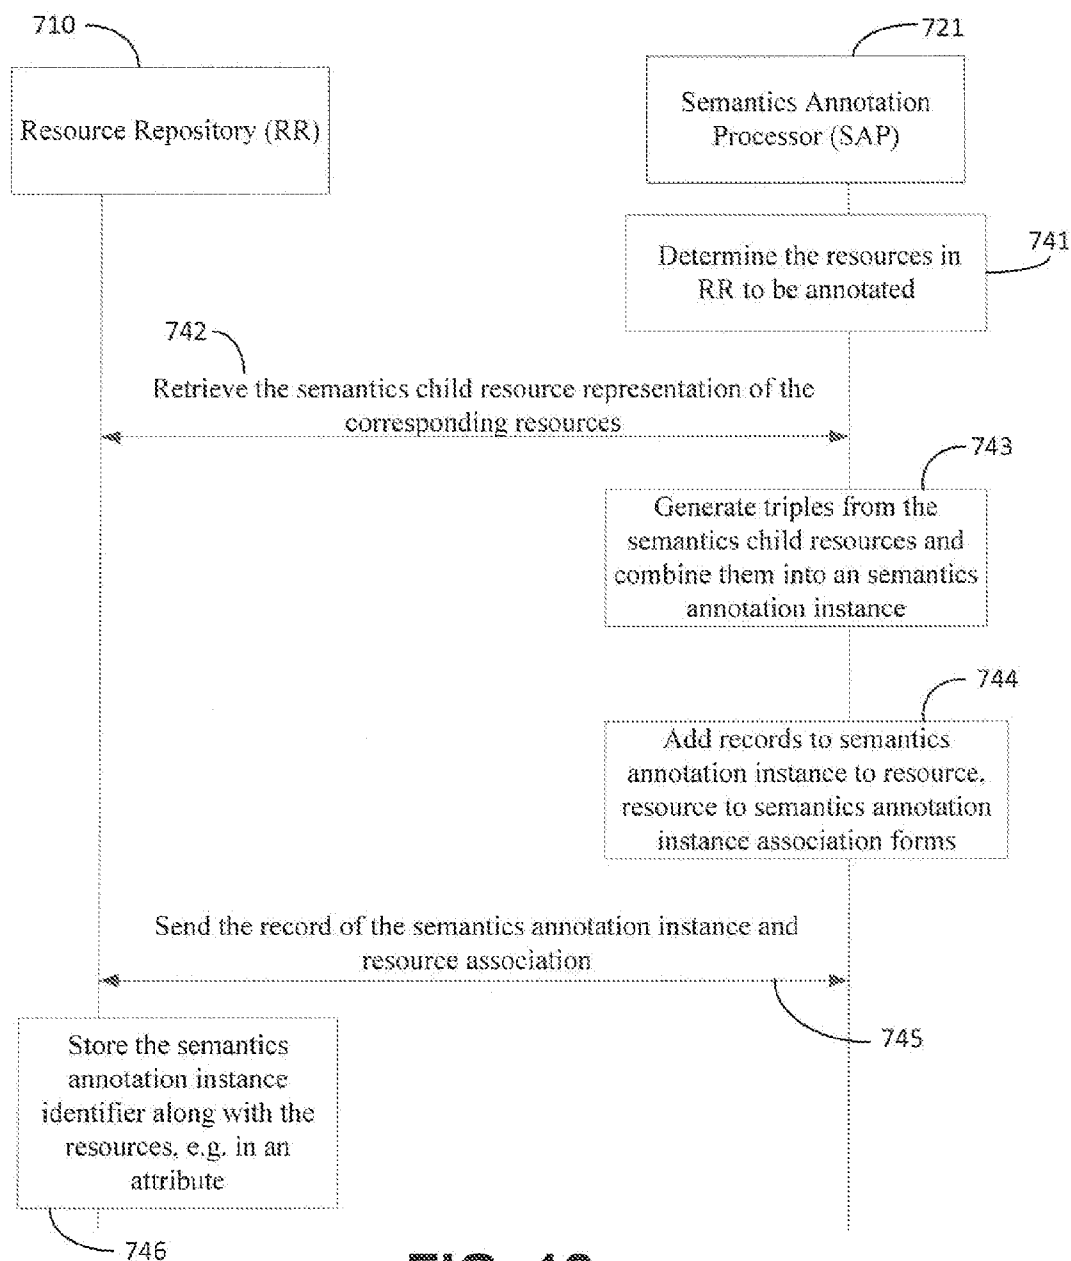 710
721
Resource Repository (RR)
Semantics Annotation
Processor (SAP)
741
Determine the resources in
RR to be annotated
742
Retrieve the semantics child resource representation of the
corresponding resources
743
Generate triples from the
semantics child resources and
combine them into an semantics
annotation instance
744
Add records to semantics
annotation instance to resource,
resource to semantics annotation
instance association forms
Send the record of the semantics annotation instance and
resource association
745
Store the semantics
annotation instance
identifier along with the
resources, e.g. in an
attribute
746